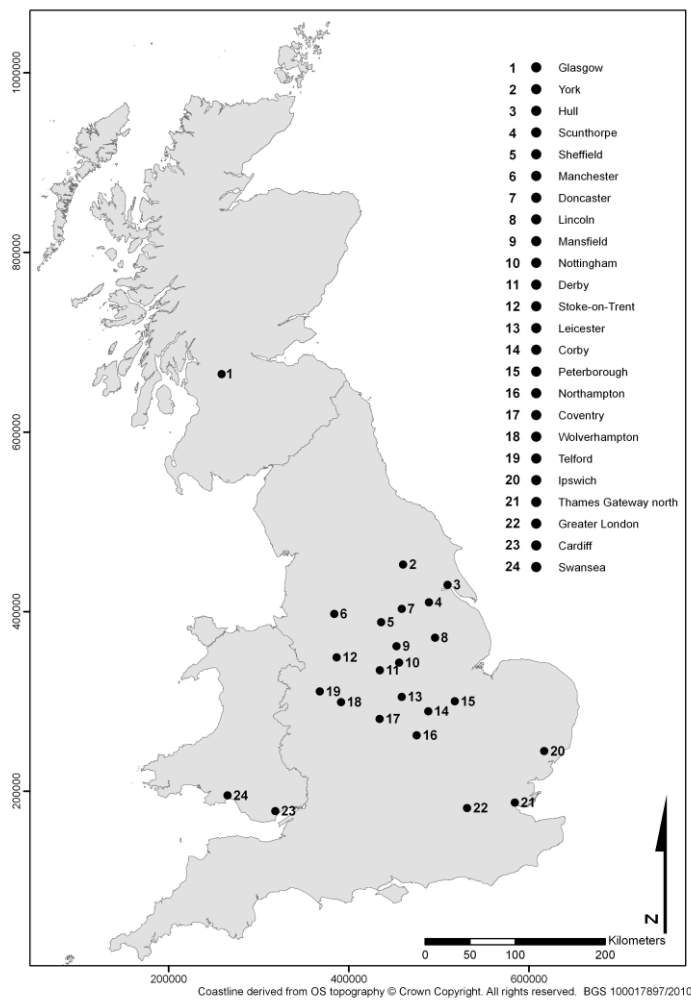 1 Glasgow
2 York
3 Hull
4 Scunthorpe
5 Sheffield
6 Manchester
7 Doncaster
8 Lincoln
9 Mansfield
10 Nottingham
11 Derby
12 Stoke-on-Trent
13 Leicester
14 Corby
15 Peterborough
16 Northampton
17 Coventry
18 Wolverhampton
19 Telford
20 Ipswich
21 Thames Gateway north
22 Greater London
23 Cardiff
24 Swansea
1000000
800000
600000
400000
200000
1
2
3
4
7
6
5
8
9
10
12
11
19
18
13
15
14
17
16
20
24
23
22
21
N
Kilometers
0 50 100 200
200000 400000 600000
Coastline derived from OS topography © Crown Copyright. All rights reserved. BGS 100017897/2010